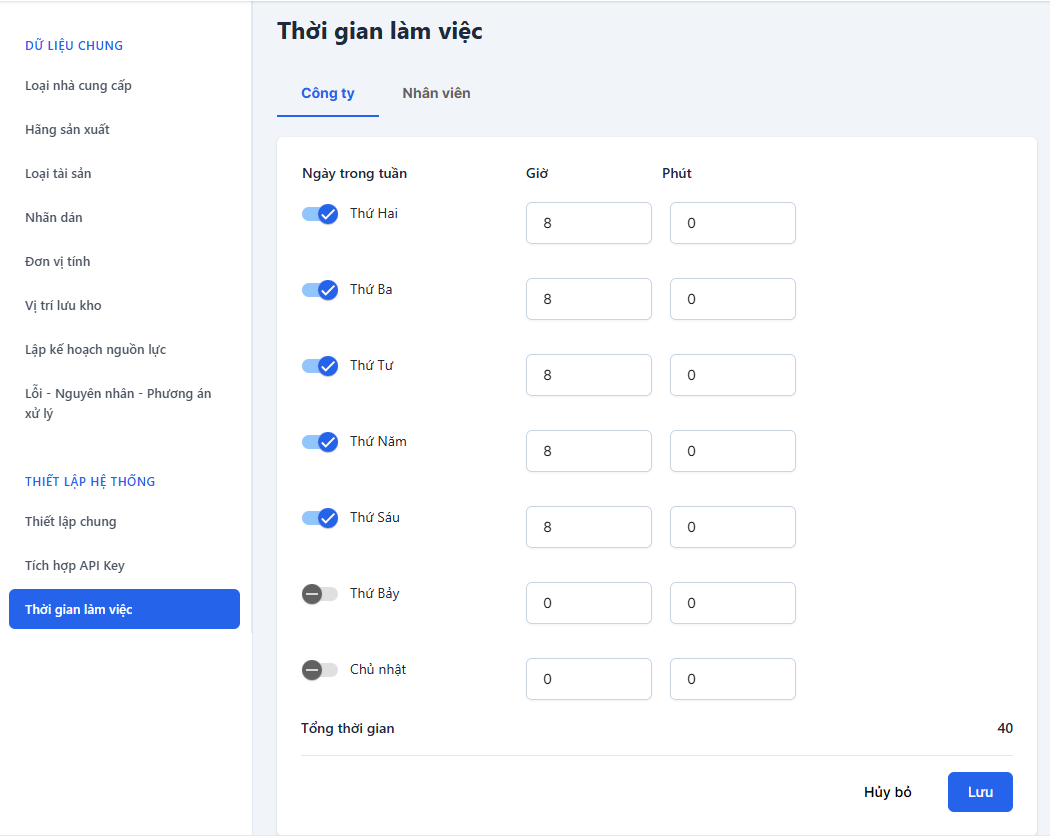 DỮ LIỆU CHUNG
Loại nhà cung cấp
Hãng sản xuất
Loại tài sản
Nhãn dán
Đơn vị tính
Vị trí lưu kho
Lập kế hoạch nguồn lực
Lỗi - Nguyên nhân - Phương án
xử lý
THIẾT LẬP HỆ THỐNG
Thiết lập chung
Tích hợp API Key
Thời gian làm việc
Thời gian làm việc
Công ty Nhân viên
Ngày trong tuần Giờ Phút
Thứ Hai 8 0
Thứ Ba 8 0
Thứ Tư 8 0
Thứ Năm 8 0
Thứ Sáu 8 0
Thứ Bảy 0 0
Chủ nhật 0 0
Tổng thời gian 40
Hủy bỏ Lưu